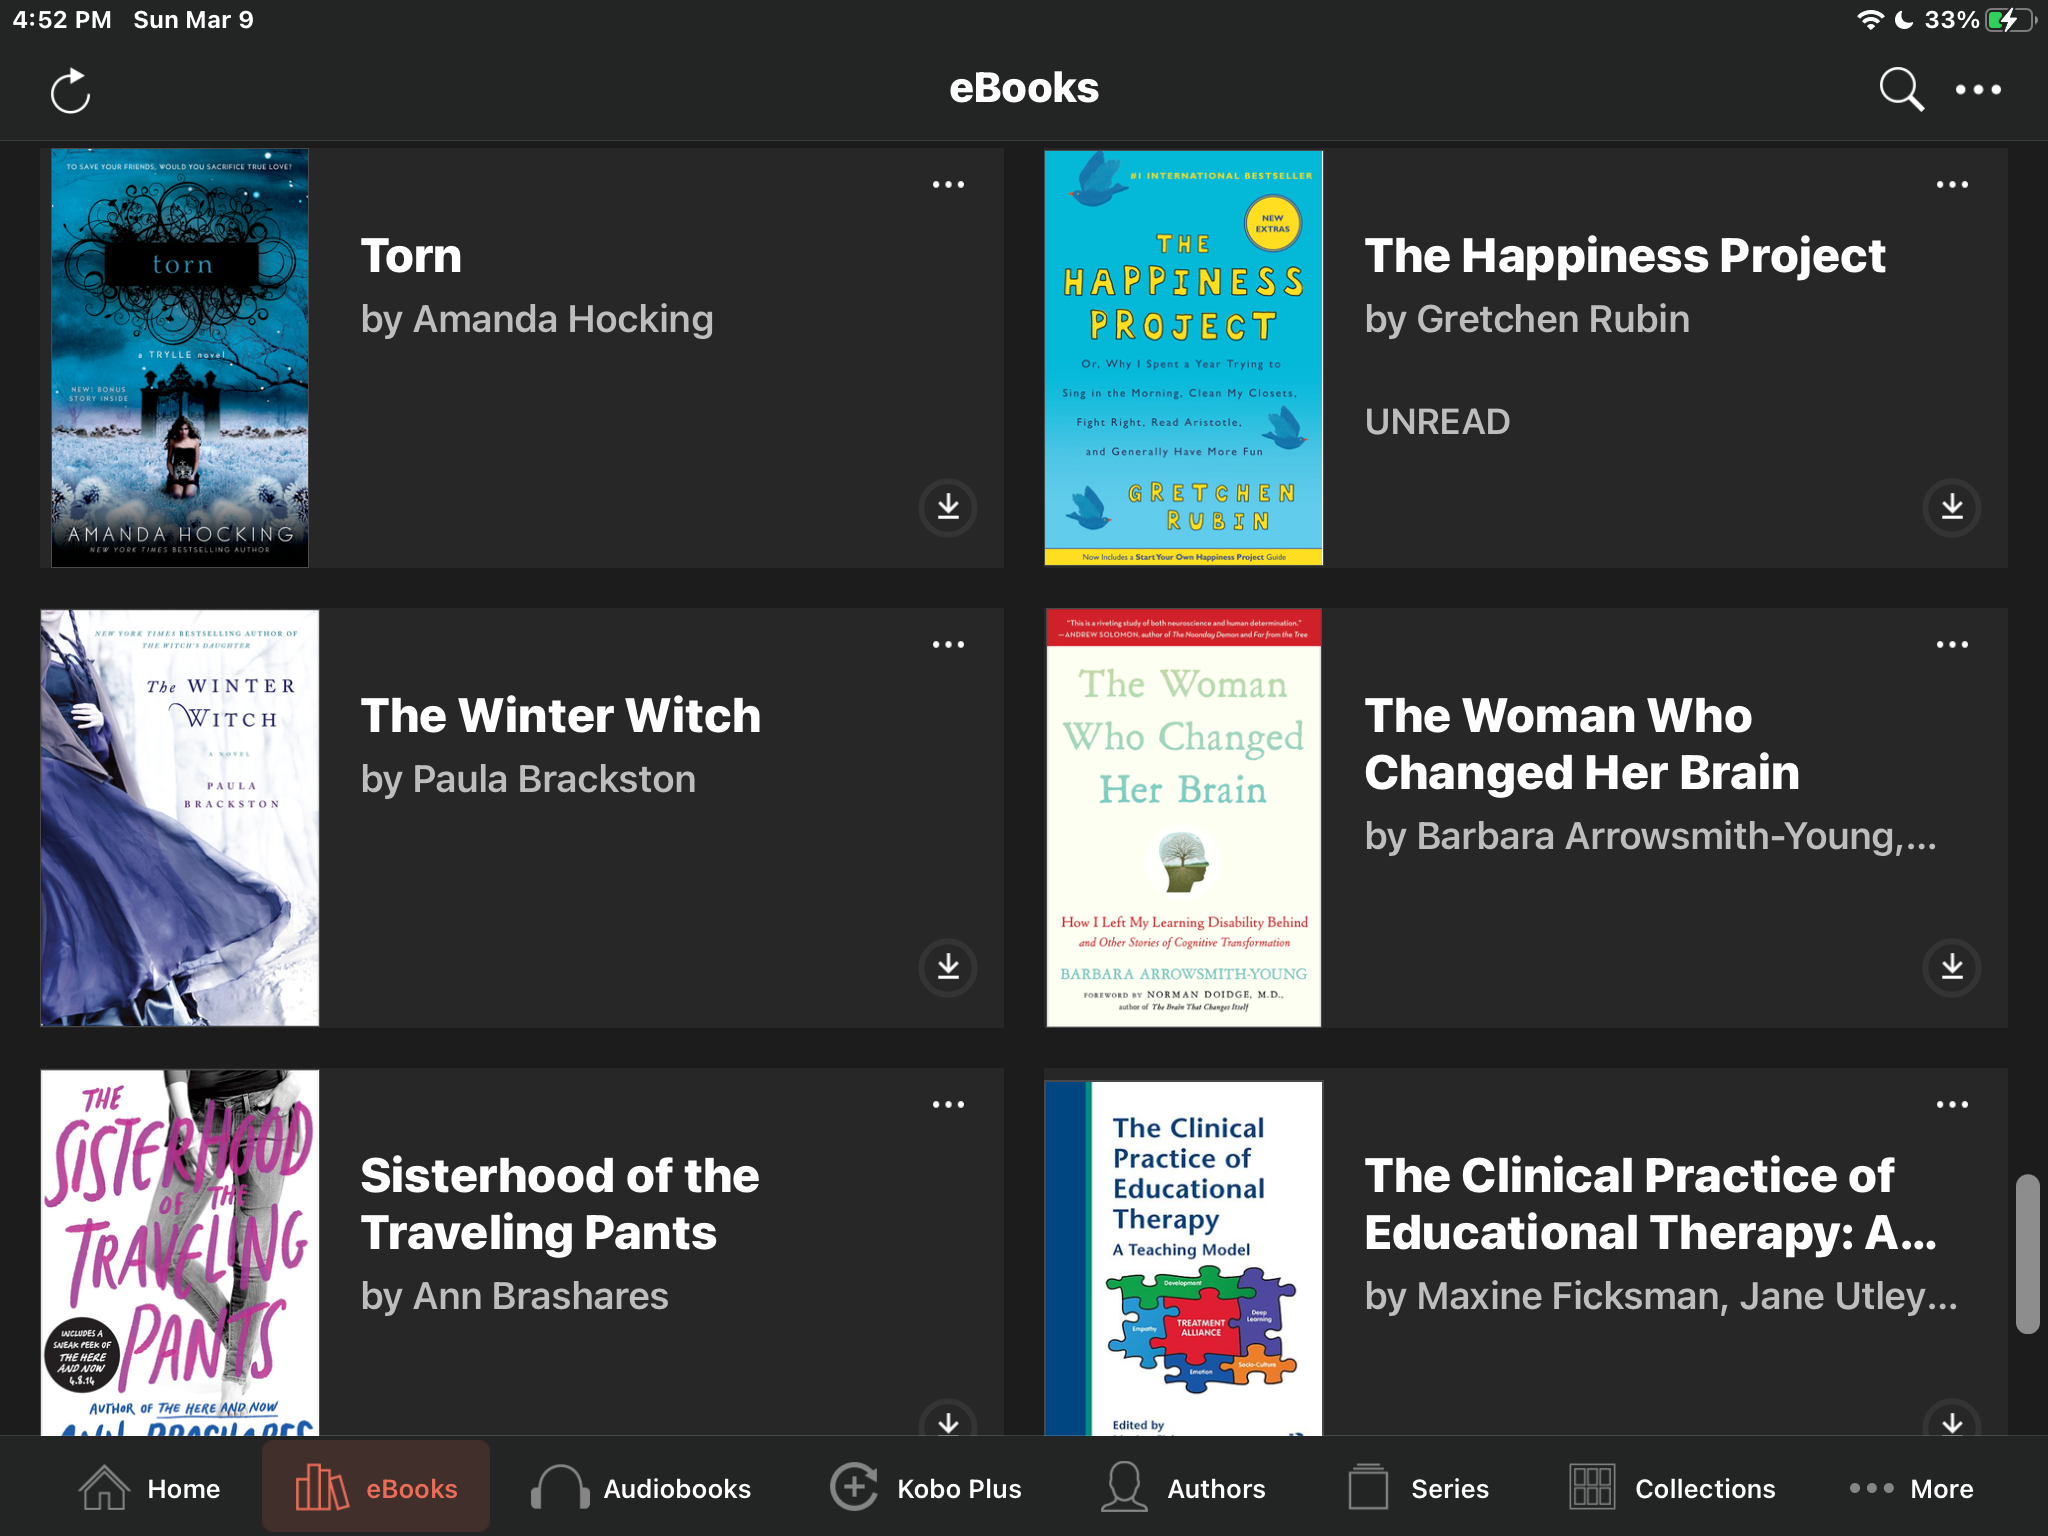 4:52 PM Sun Mar 9
33%
eBooks
TO SAVE YOUR FRIENDS, WOULD YOU SACRIFICE TRUE LOVE?
torn
a TRYLLE novel
NEW! BONUS
STORY INSIDE
AMANDA HOCKING
NEW YORK TIMES BESTSELLING AUTHOR
Torn
by Amanda Hocking
#1 INTERNATIONAL BESTSELLER
NEW
EXTRAS
THE
HAPPINESS
PROJECT
Or, Why I Spent a Year Trying to
Sing in the Morning, Clean My Closets,
Fight Right, Read Aristotle,
and Generally Have More Fun
GRETCHEN
RUBIN
Now Includes a Start Your Own Happiness Project Guide
The Happiness Project
by Gretchen Rubin
UNREAD
NEW YORK TIMES BESTSELLING AUTHOR OF
THE WITCH'S DAUGHTER
The WINTER
WITCH
A NOVEL
PAULA
BRACKSTON
The Winter Witch
by Paula Brackston
"This is a riveting study of both neuroscience and human determination."
—ANDREW SOLOMON, author of The Noonday Demon and Far from the Tree
The Woman
Who Changed
Her Brain
How I Left My Learning Disability Behind
and Other Stories of Cognitive Transformation
BARBARA ARROWSMITH-YOUNG
FOREWORD BY NORMAN DOIDGE, M.D.,
author of The Brain That Changes Itself
The Woman Who
Changed Her Brain
by Barbara Arrowsmith-Young,...
THE
SISTERHOOD
OF THE
TRAVELING
PANTS
INCLUDES A
SNEAK PEEK OF
THE HERE
AND NOW
4.8.14
AUTHOR OF THE HERE AND NOW
ANN BRASHARES
Sisterhood of the
Traveling Pants
by Ann Brashares
The Clinical
Practice of
Educational
Therapy
A Teaching Model
Development
Empathy
TREATMENT
ALLIANCE
Deep
Learning
Socio-Culture
Emotion
Edited by
The Clinical Practice of
Educational Therapy: A...
by Maxine Ficksman, Jane Utley...
Home
eBooks
Audiobooks
Kobo Plus
Authors
Series
Collections
More